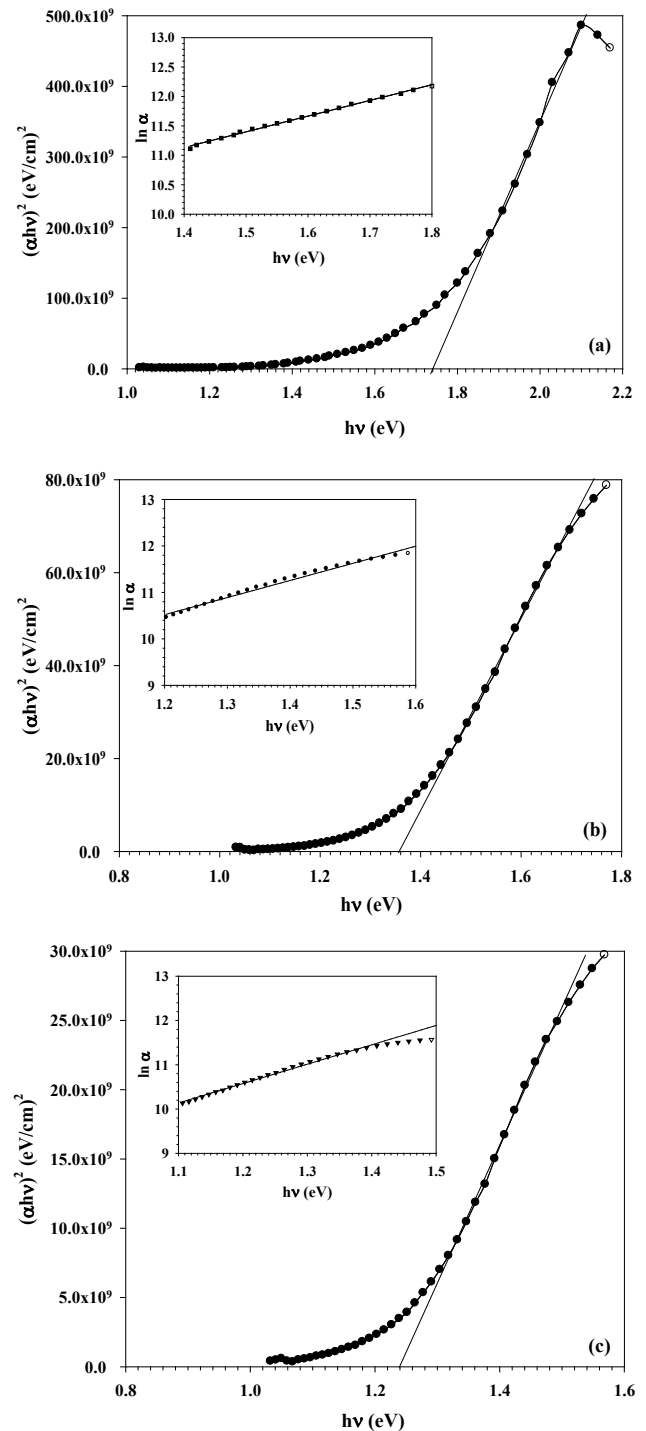 500.0x10⁹
400.0x10⁹
300.0x10⁹
200.0x10⁹
100.0x10⁹
0.0
(αhν)² (eV/cm)²
1.0 1.2 1.4 1.6 1.8 2.0 2.2
hν (eV)
(a)
13.0
12.5
12.0
11.5
11.0
10.5
10.0
ln α
1.4 1.5 1.6 1.7 1.8
hν (eV)
80.0x10⁹
60.0x10⁹
40.0x10⁹
20.0x10⁹
0.0
(αhν)² (eV/cm)²
0.8 1.0 1.2 1.4 1.6 1.8
hν (eV)
(b)
13
12
11
10
9
ln α
1.2 1.3 1.4 1.5 1.6
hν (eV)
30.0x10⁹
25.0x10⁹
20.0x10⁹
15.0x10⁹
10.0x10⁹
5.0x10⁹
0.0
(αhν)² (eV/cm)²
0.8 1.0 1.2 1.4 1.6
hν (eV)
(c)
13
12
11
10
9
ln α
1.1 1.2 1.3 1.4 1.5
hν (eV)